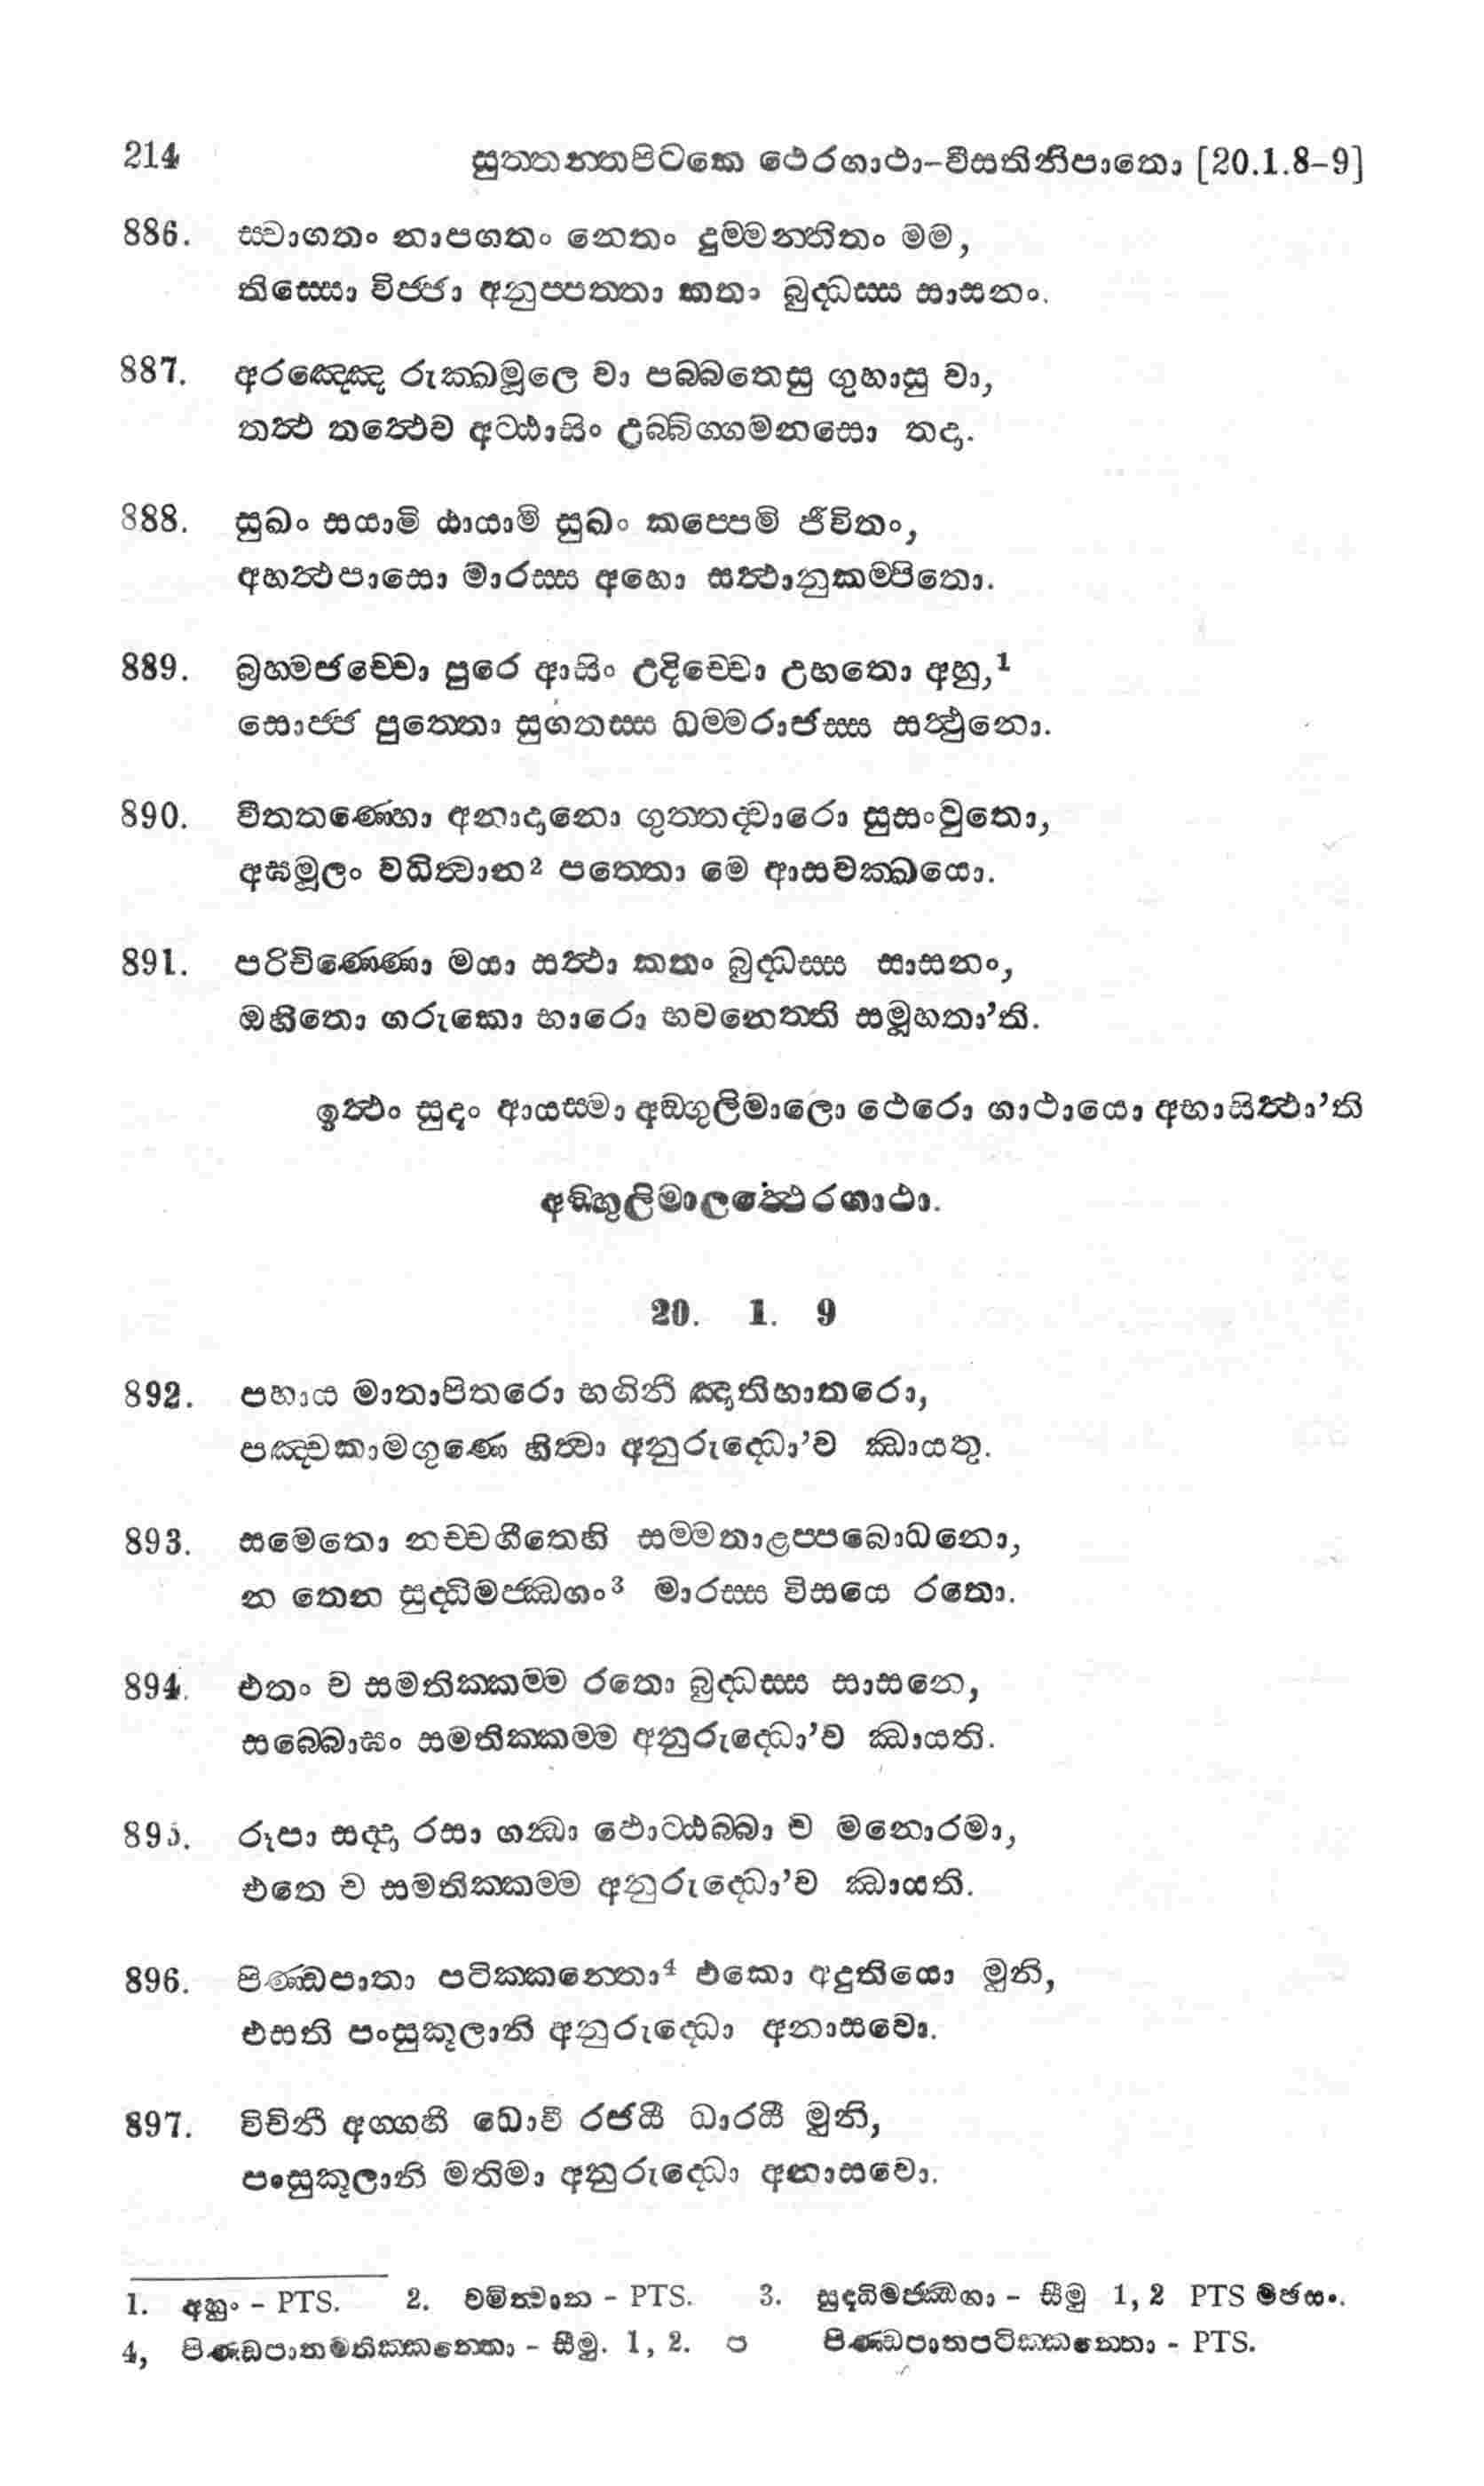 214 සුත්තන්තපිටකෙ ථෙරගාථා-වීසතිනිපාතො [20.1.8-9]
886. ස්වාගතං නාපගතං නෙතං දුම්මන්තිතං මම,
තිස්සො විජ්ජා අනුප්පත්තා කතා බුද්ධස්ස සාසනං.
887. අරඤ්ඤෙ රුක්ඛමූලෙ වා පබ්බතෙසු ගුහාසු වා,
තත්ථ තත්ථෙව අට්ඨාසිං උබ්බිග්ගමනසො තදා.
888. සුඛං සයාමි ඨායාමි සුඛං කප්පෙමි ජීවිතං,
අහත්ථපාසො මාරස්ස අහො සත්ථානුකම්පිතො.
889. බ්‍රහ්මජච්චො පුරෙ ආසිං උදිච්චො උභතො අහු,1
සොජ්ජ පුත්තො සුගතස්ස ධම්මරාජස්ස සත්ථුනො.
890. වීතතණ්හො අනාදානො ගුත්තද්වාරො සුසංවුතො,
අඝමූලං වධිත්වාන2 පත්තො මෙ ආසවක්ඛයො.
891. පරිචිණ්ණො මයා සත්ථා කතං බුද්ධස්ස සාසනං,
ඔහිතො ගරුකො භාරො භවනෙත්ති සමූහතා'ති.
ඉත්ථං සුදං ආයස්මා අඞ්ගුලිමාලො ථෙරො ගාථායො අභාසිත්ථා'ති
අඞ්ගුලිමාලත්ථෙරගාථා.
20. 1. 9
892. පහාය මාතාපිතරො භගිනී ඤාතිභාතරො,
පඤ්චකාමගුණෙ හිත්වා අනුරුද්ධො'ව ඣායතු.
893. සමෙතො නච්චගීතෙහි සම්මතාළප්පබොධනො,
න තෙන සුද්ධිමජ්ඣගං3 මාරස්ස විසයෙ රතො.
894. එතං ච සමතික්කම්ම රතො බුද්ධස්ස සාසනෙ,
සබ්බොඝං සමතික්කම්ම අනුරුද්ධො'ව ඣායති.
895. රූපා සද්දා රසා ගන්ධා ඵොට්ඨබ්බා ච මනොරමා,
එතෙ ච සමතික්කම්ම අනුරුද්ධො'ව ඣායති.
896. පිණ්ඩපාතා පටික්කන්තො4 එකො අදුතියො මුනි,
එසති පංසුකූලානි අනුරුද්ධො අනාසවො.
897. විචිනී අග්ගහී ධොවී රජයී ධාරයී මුනි,
පංසුකූලානි මතිමා අනුරුද්ධො අනාසවො.
1. අහුං - PTS. 2. වමිත්වාන - PTS. 3. සුද්ධිමජ්ඣගා - සීමු 1, 2 PTS මජසං.
4, පිණ්ඩපාතමතික්කන්තො - සීමු. 1, 2. ප පිණ්ඩපාතපටික්කන්තො - PTS.